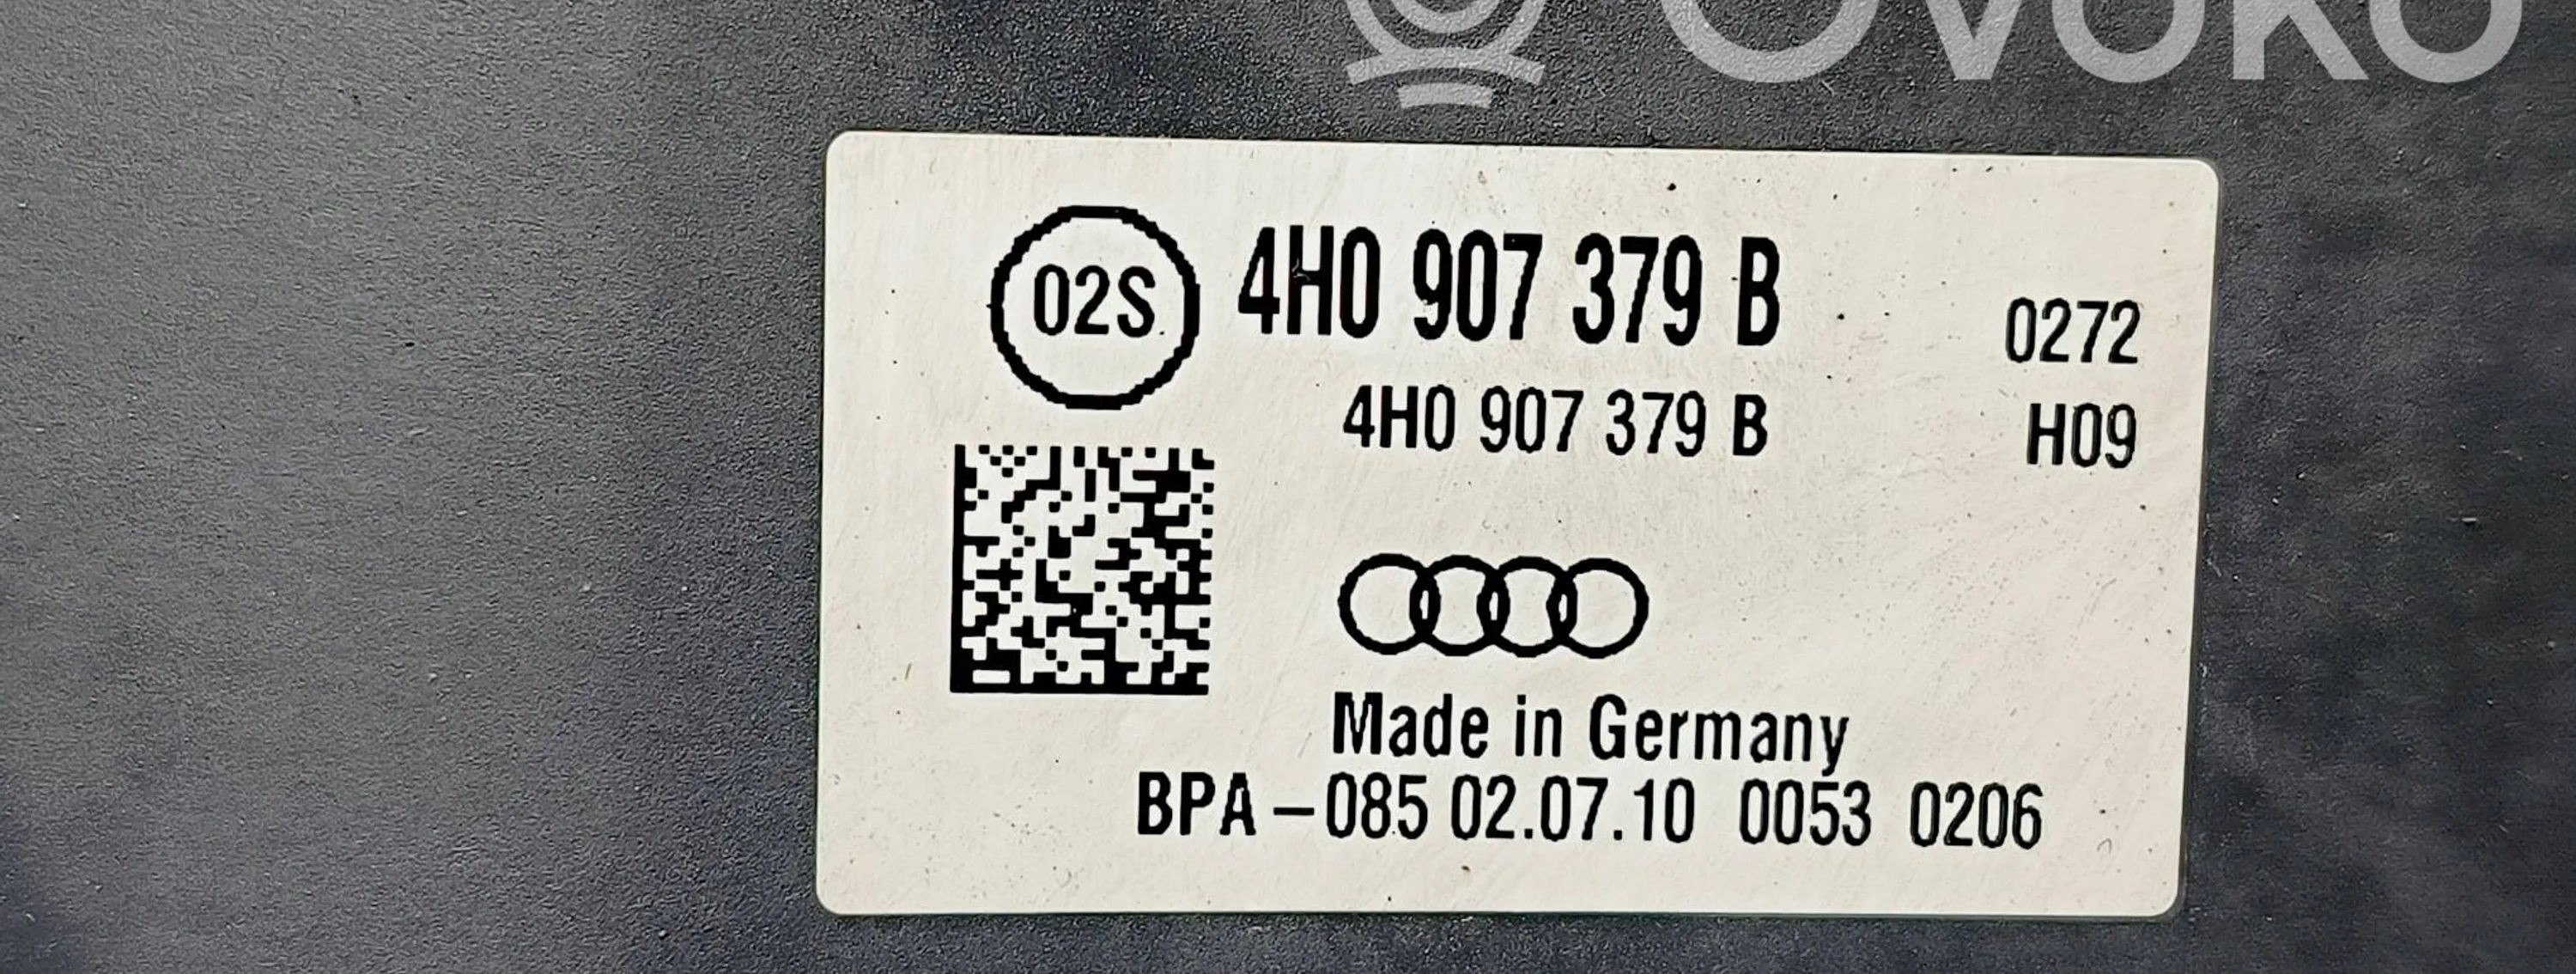 OVOKO
02S 4H0 907 379 B 0272
4H0 907 379 B H09
Made in Germany
BPA -085 02.07.10 0053 0206